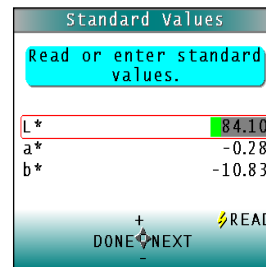 Standard Values
Read or enter standard
values.
L* 84.10
a* -0.28
b* -10.83
+ READ
DONE NEXT
-